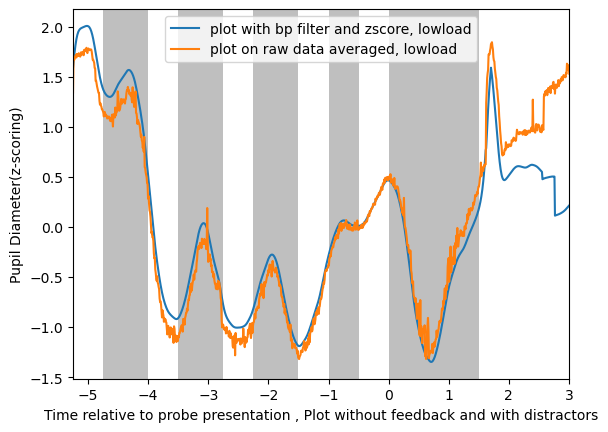 plot with bp filter and zscore, lowload
plot on raw data averaged, lowload
Pupil Diameter(z-scoring)
2.0
1.5
1.0
0.5
0.0
−0.5
−1.0
−1.5
−5 −4 −3 −2 −1 0 1 2 3
Time relative to probe presentation , Plot without feedback and with distractors